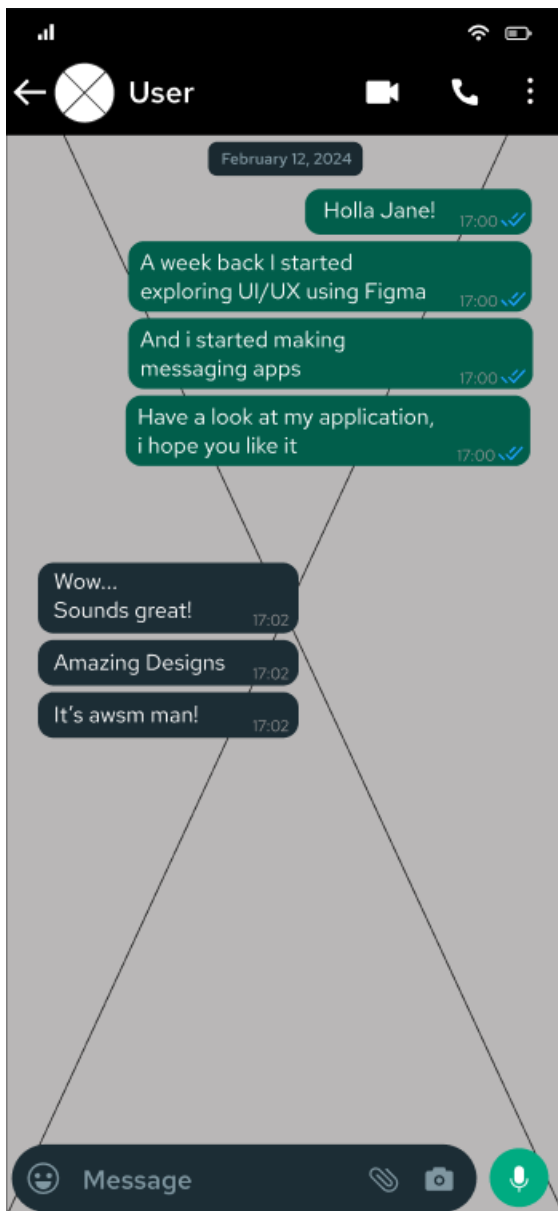 User
February 12, 2024
Holla Jane!
17:00
A week back I started
exploring UI/UX using Figma
17:00
And i started making
messaging apps
17:00
Have a look at my application,
i hope you like it
17:00
Wow...
Sounds great!
17:02
Amazing Designs
17:02
It's awsm man!
17:02
Message